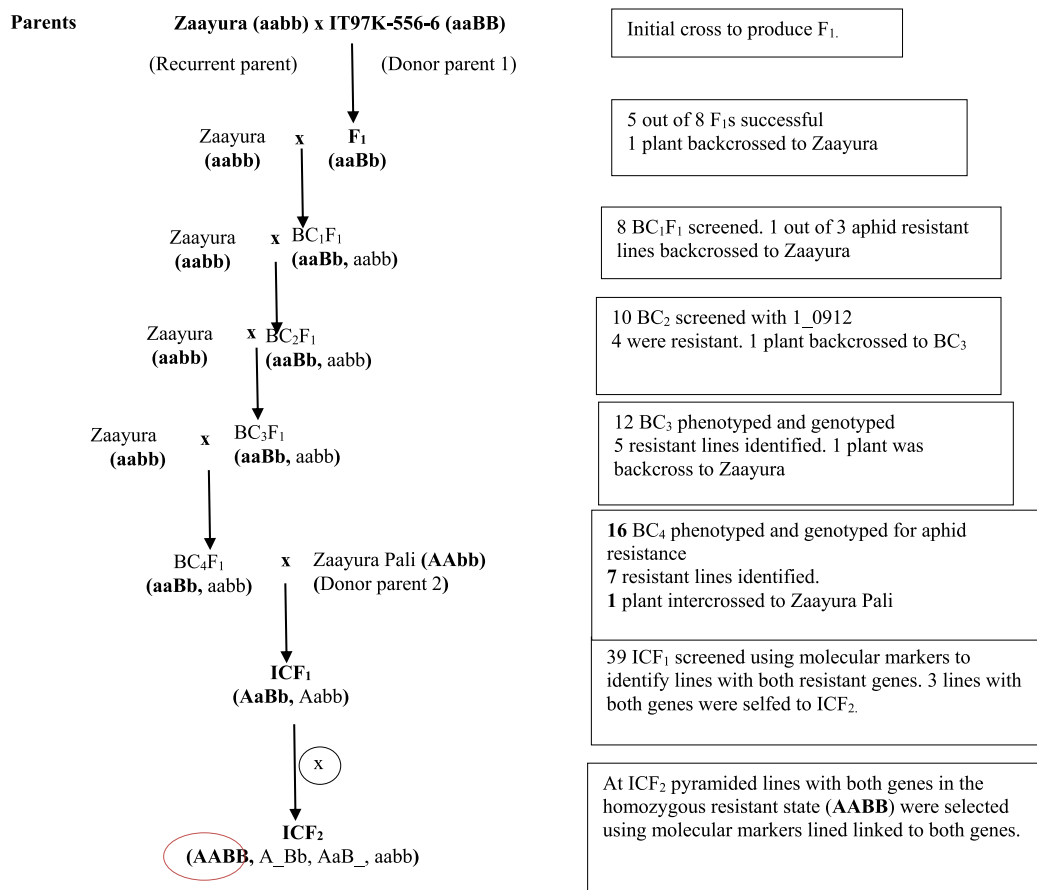 Parents
Zaayura (aabb) x IT97K-556-6 (aaBB)
(Recurrent parent) (Donor parent 1)
Initial cross to produce F₁.
Zaayura x F₁
(aabb) (aaBb)
5 out of 8 F₁s successful
1 plant backcrossed to Zaayura
Zaayura x BC₁F₁
(aabb) (aaBb, aabb)
8 BC₁F₁ screened. 1 out of 3 aphid resistant
lines backcrossed to Zaayura
Zaayura x BC₂F₁
(aabb) (aaBb, aabb)
10 BC₂ screened with 1_0912
4 were resistant. 1 plant backcrossed to BC₃
Zaayura x BC₃F₁
(aabb) (aaBb, aabb)
12 BC₃ phenotyped and genotyped
5 resistant lines identified. 1 plant was
backcross to Zaayura
BC₄F₁ x Zaayura Pali (AAbb)
(aaBb, aabb) (Donor parent 2)
16 BC₄ phenotyped and genotyped for aphid
resistance
7 resistant lines identified.
1 plant intercrossed to Zaayura Pali
ICF₁
(AaBb, Aabb)
39 ICF₁ screened using molecular markers to
identify lines with both resistant genes. 3 lines with
both genes were selfed to ICF₂.
x
ICF₂
(AABB, A_Bb, AaB_, aabb)
At ICF₂ pyramided lines with both genes in the
homozygous resistant state (AABB) were selected
using molecular markers lined linked to both genes.